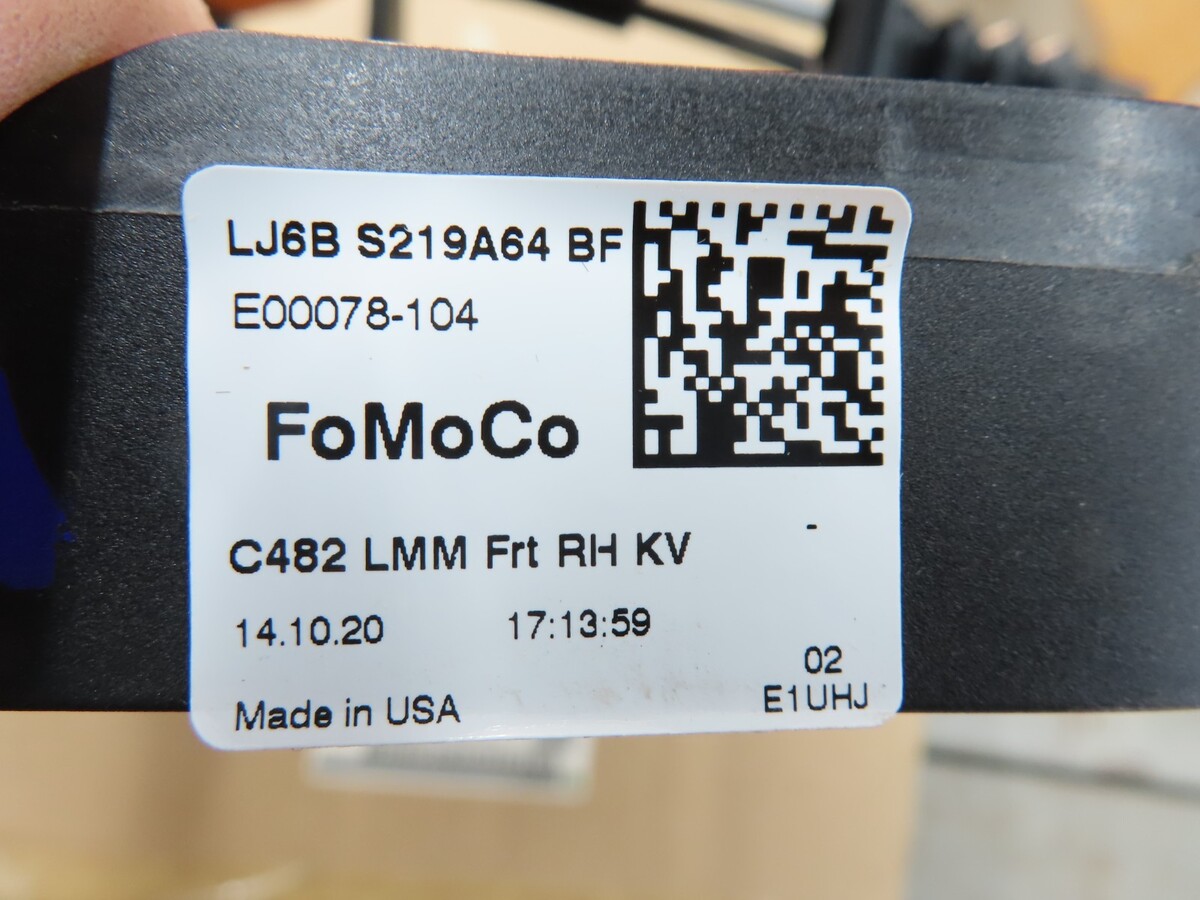 LJ6B S219A64 BF
E00078-104
FoMoCo
C482 LMM Frt RH KV
-
14.10.20 17:13:59
02
E1UHJ
Made in USA